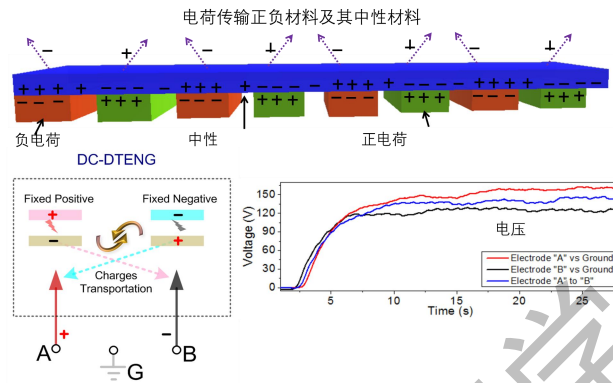 电荷传输正负材料及其中性材料
− + − + − + − +
+ + + + − − − − + + + + − − − + + + + − − − + + + + − − − −
− − − + + + − − − + + + − − − + + + − − − + + +
负电荷 中性 正电荷
DC-DTENG
Fixed Positive Fixed Negative
+ −
− +
Charges
Transportation
+ −
A B
G
电压
Voltage (V)
150
120
90
60
30
0
5 10 15 20 25
Time (s)
Electrode "A" vs Ground
Electrode "B" vs Ground
Electrode "A" to "B"
学